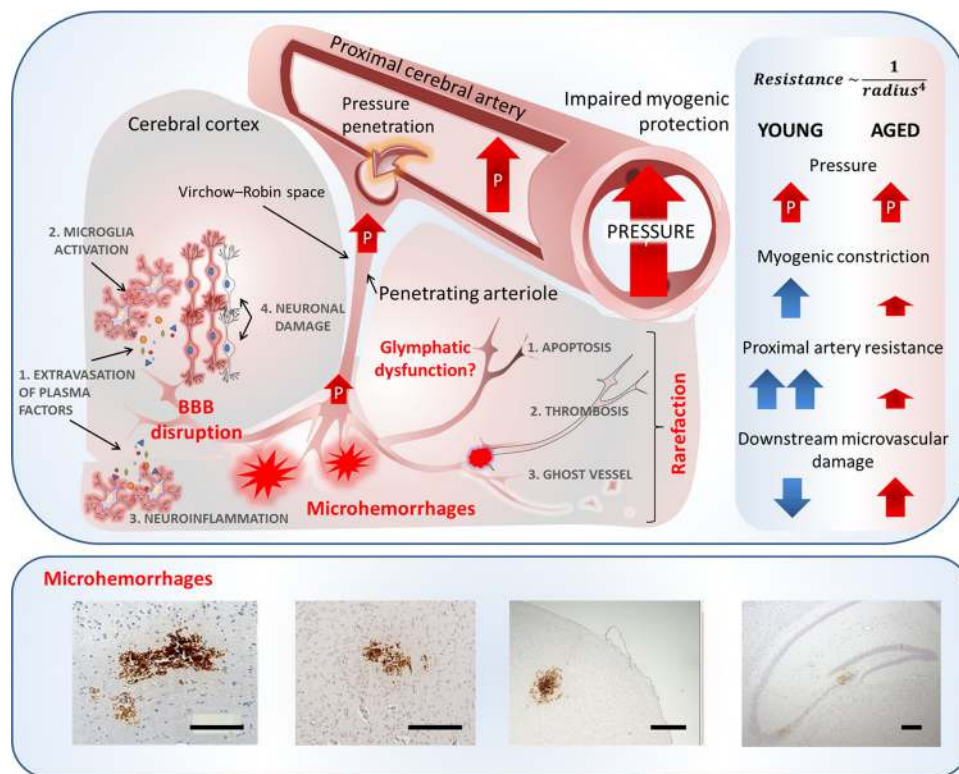 Proximal cerebral artery
Pressure
penetration
Impaired myogenic
protection
Cerebral cortex
Virchow–Robin space
P
P
PRESSURE
2. MICROGLIA
ACTIVATION
4. NEURONAL
DAMAGE
Penetrating arteriole
1. EXTRAVASATION
OF PLASMA
FACTORS
BBB
disruption
P
Glymphatic
dysfunction?
1. APOPTOSIS
2. THROMBOSIS
3. GHOST VESSEL
Rarefaction
3. NEUROINFLAMMATION
Microhemorrhages
Resistance ~ 1
radius⁴
YOUNG AGED
Pressure
P P
Myogenic constriction
Proximal artery resistance
Downstream microvascular
damage
Microhemorrhages